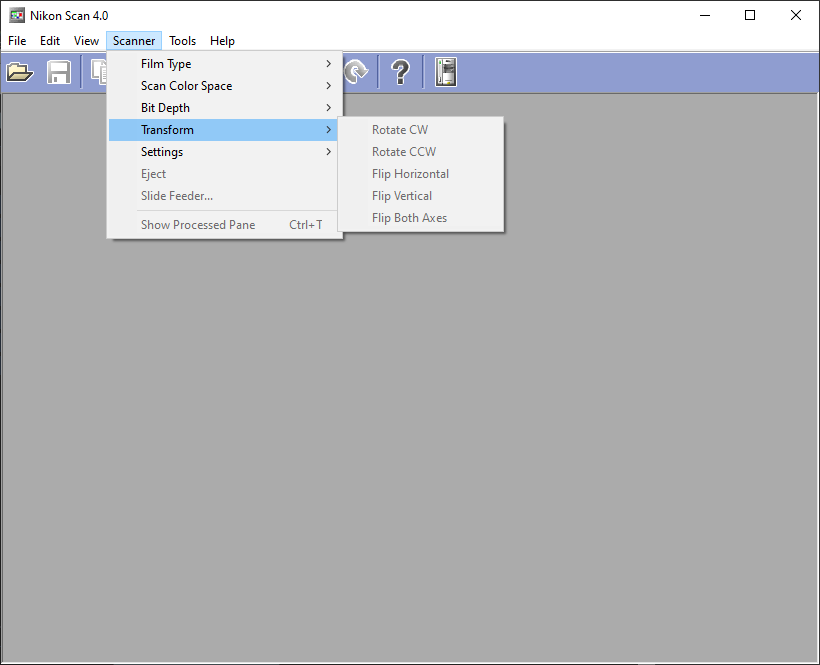 Nikon Scan 4.0
File Edit View Scanner Tools Help
Film Type
Scan Color Space
Bit Depth
Transform
Settings
Eject
Slide Feeder...
Show Processed Pane Ctrl+T
Rotate CW
Rotate CCW
Flip Horizontal
Flip Vertical
Flip Both Axes